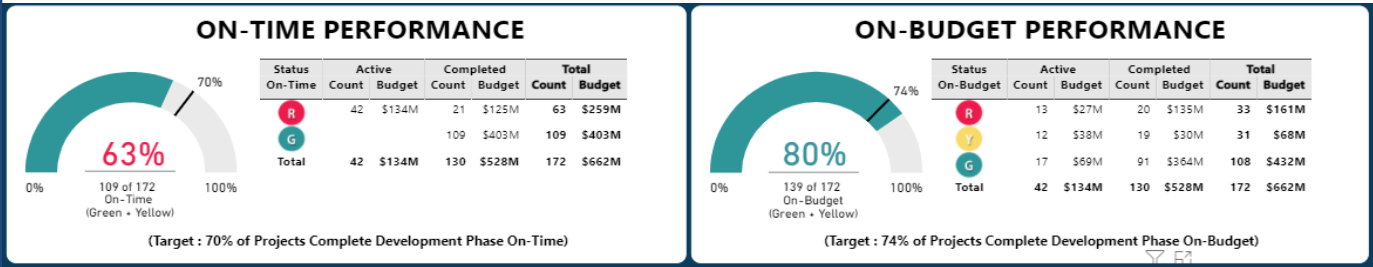 ON-TIME PERFORMANCE
Status Active Completed Total
On-Time Count Budget Count Budget Count Budget
R 42 $134M 21 $125M 63 $259M
G 109 $403M 109 $403M
Total 42 $134M 130 $528M 172 $662M
70%
63%
0% 109 of 172 100%
On-Time
(Green + Yellow)
(Target : 70% of Projects Complete Development Phase On-Time)
ON-BUDGET PERFORMANCE
Status Active Completed Total
On-Budget Count Budget Count Budget Count Budget
R 13 $27M 20 $135M 33 $161M
Y 12 $38M 19 $30M 31 $68M
G 17 $69M 91 $364M 108 $432M
Total 42 $134M 130 $528M 172 $662M
74%
80%
0% 139 of 172 100%
On-Budget
(Green + Yellow)
(Target : 74% of Projects Complete Development Phase On-Budget)